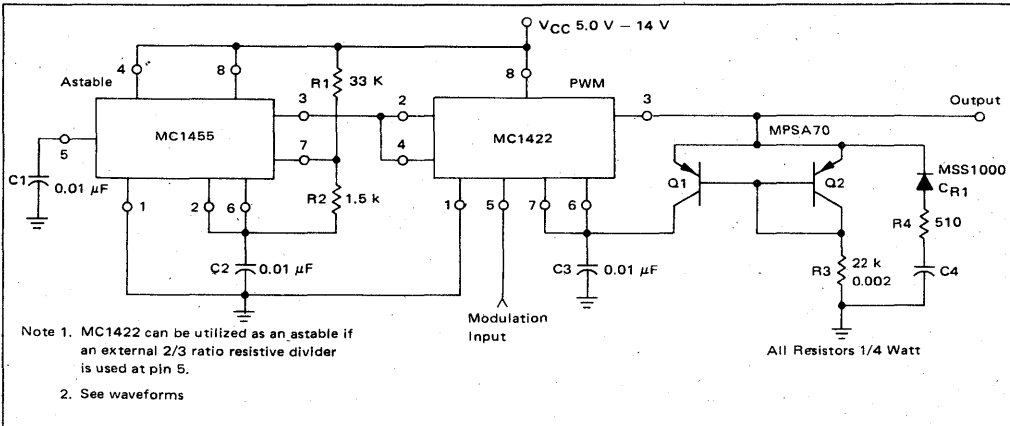 VCC 5.0 V – 14 V
Astable
4
8
R1
33 K
8
PWM
3
2
3
Output
MC1455
MC1422
MPSA70
5
7
4
MSS1000
CR1
C1
0.01 µF
R2
1.5 k
Q1
Q2
1
2
6
1
5
7
6
R4
510
C2
0.01 µF
C3
0.01 µF
R3
22 k
0.002
C4
Modulation
Input
Note 1. MC1422 can be utilized as an astable if
an external 2/3 ratio resistive divider
is used at pin 5.
2. See waveforms
All Resistors 1/4 Watt